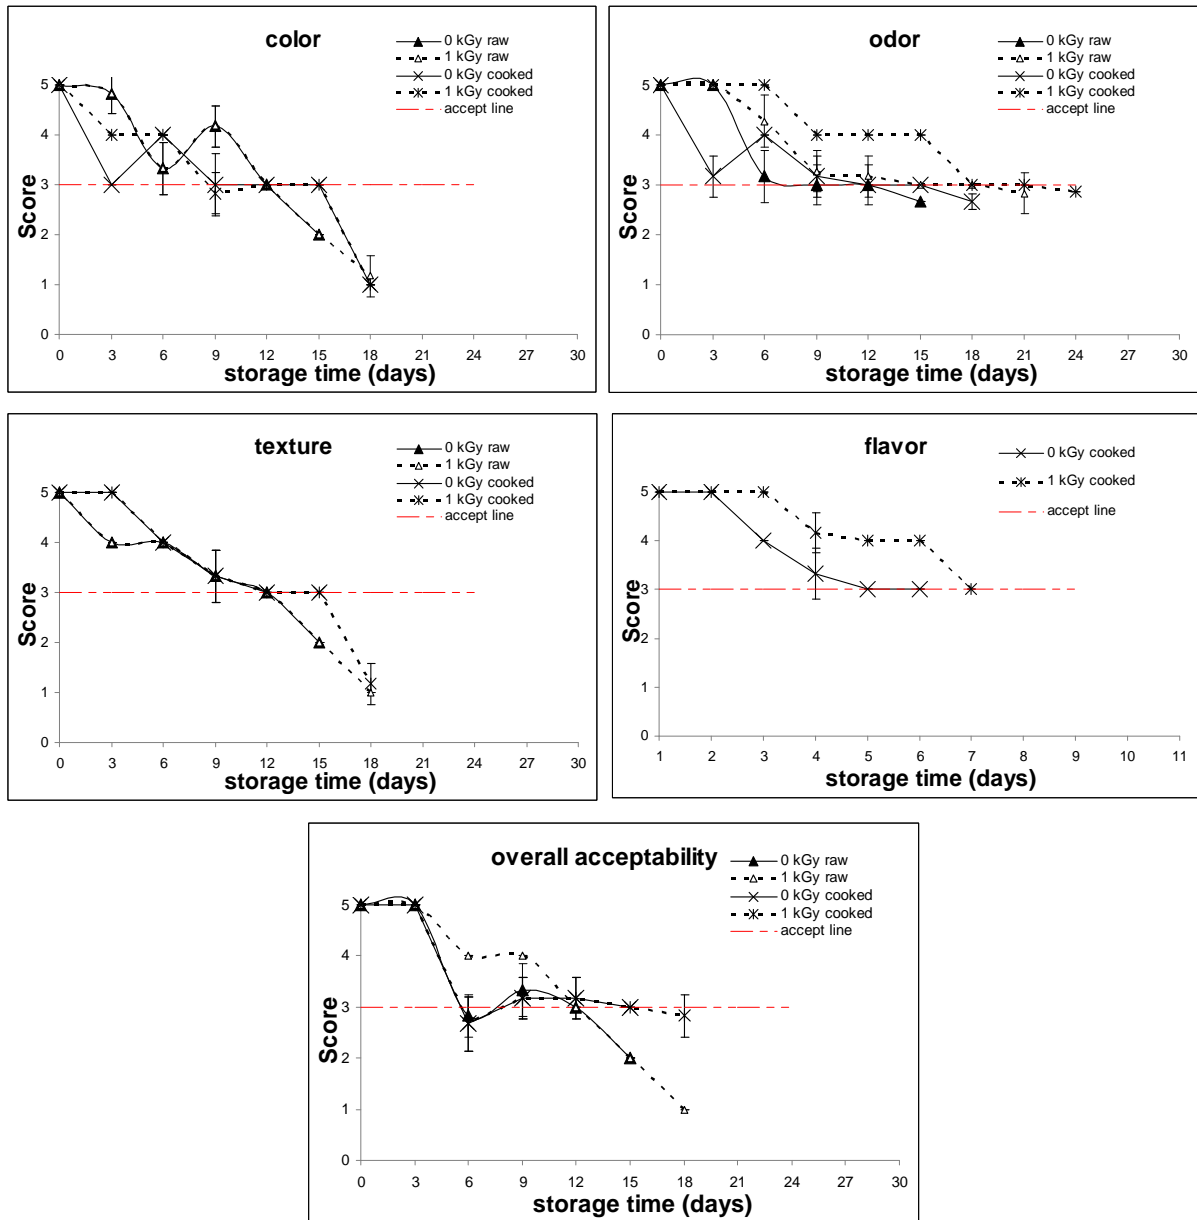 color
0 kGy raw
1 kGy raw
0 kGy cooked
1 kGy cooked
accept line
Score
5
4
3
2
1
0
0 3 6 9 12 15 18 21 24 27 30
storage time (days)
odor
0 kGy raw
1 kGy raw
0 kGy cooked
1 kGy cooked
accept line
Score
5
4
3
2
1
0
0 3 6 9 12 15 18 21 24 27 30
storage time (days)
texture
0 kGy raw
1 kGy raw
0 kGy cooked
1 kGy cooked
accept line
Score
5
4
3
2
1
0
0 3 6 9 12 15 18 21 24 27 30
storage time (days)
flavor
0 kGy cooked
1 kGy cooked
accept line
Score
5
4
3
2
1
0
1 2 3 4 5 6 7 8 9 10 11
storage time (days)
overall acceptability
0 kGy raw
1 kGy raw
0 kGy cooked
1 kGy cooked
accept line
Score
5
4
3
2
1
0
0 3 6 9 12 15 18 21 24 27 30
storage time (days)